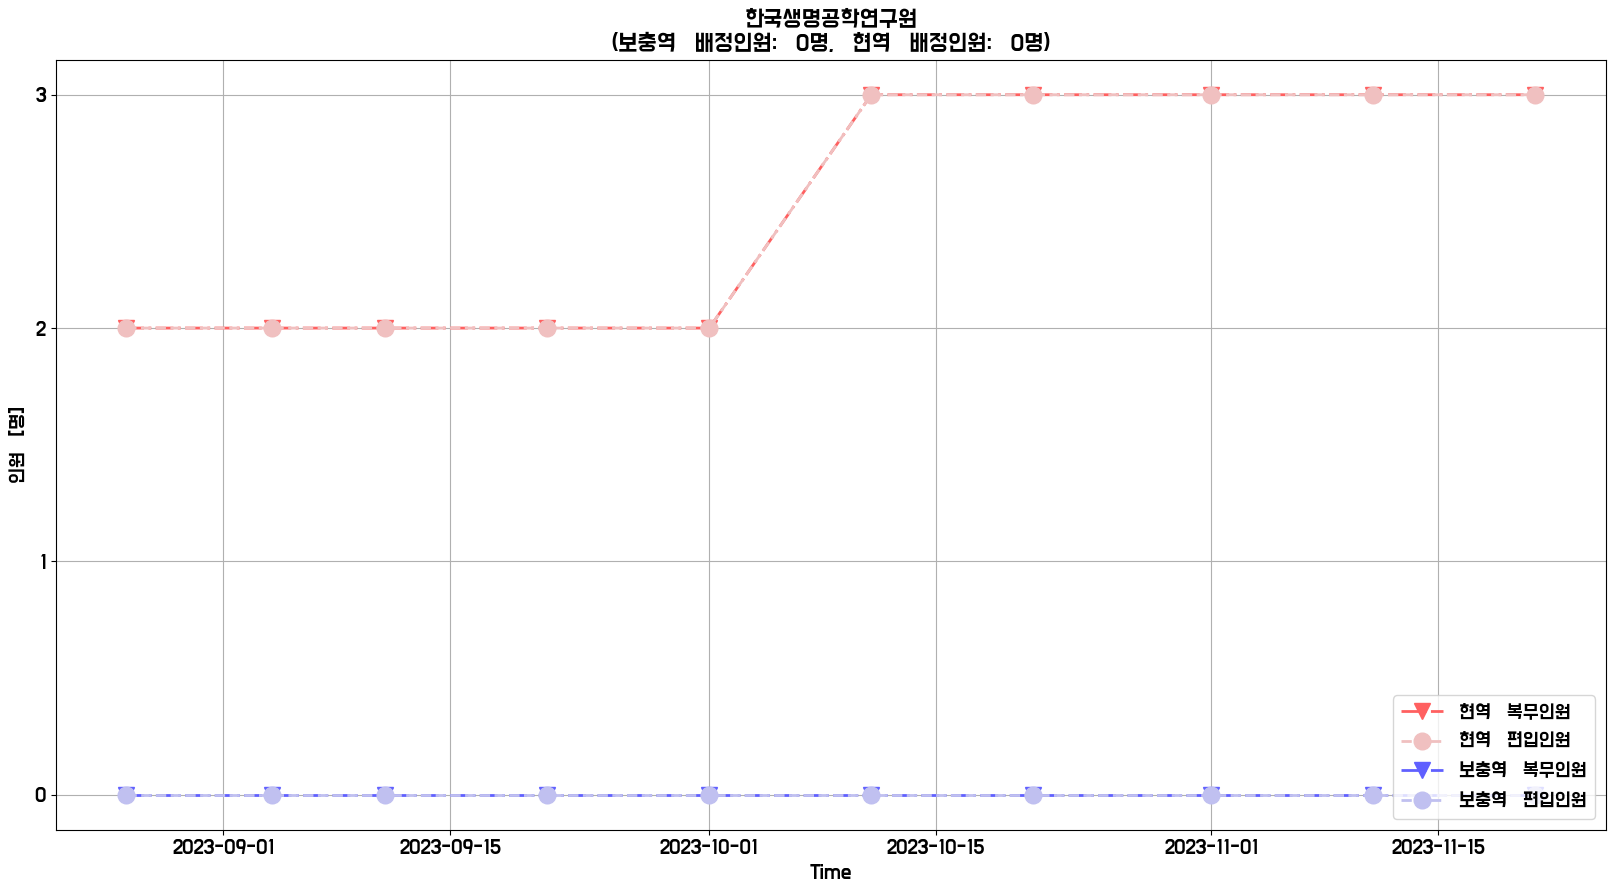 한국생명공학연구원
(보충역 배정인원: 0명, 현역 배정인원: 0명)
3
2
1
0
인원 [명]
2023-09-01 2023-09-15 2023-10-01 2023-10-15 2023-11-01 2023-11-15
Time
현역 복무인원
현역 편입인원
보충역 복무인원
보충역 편입인원